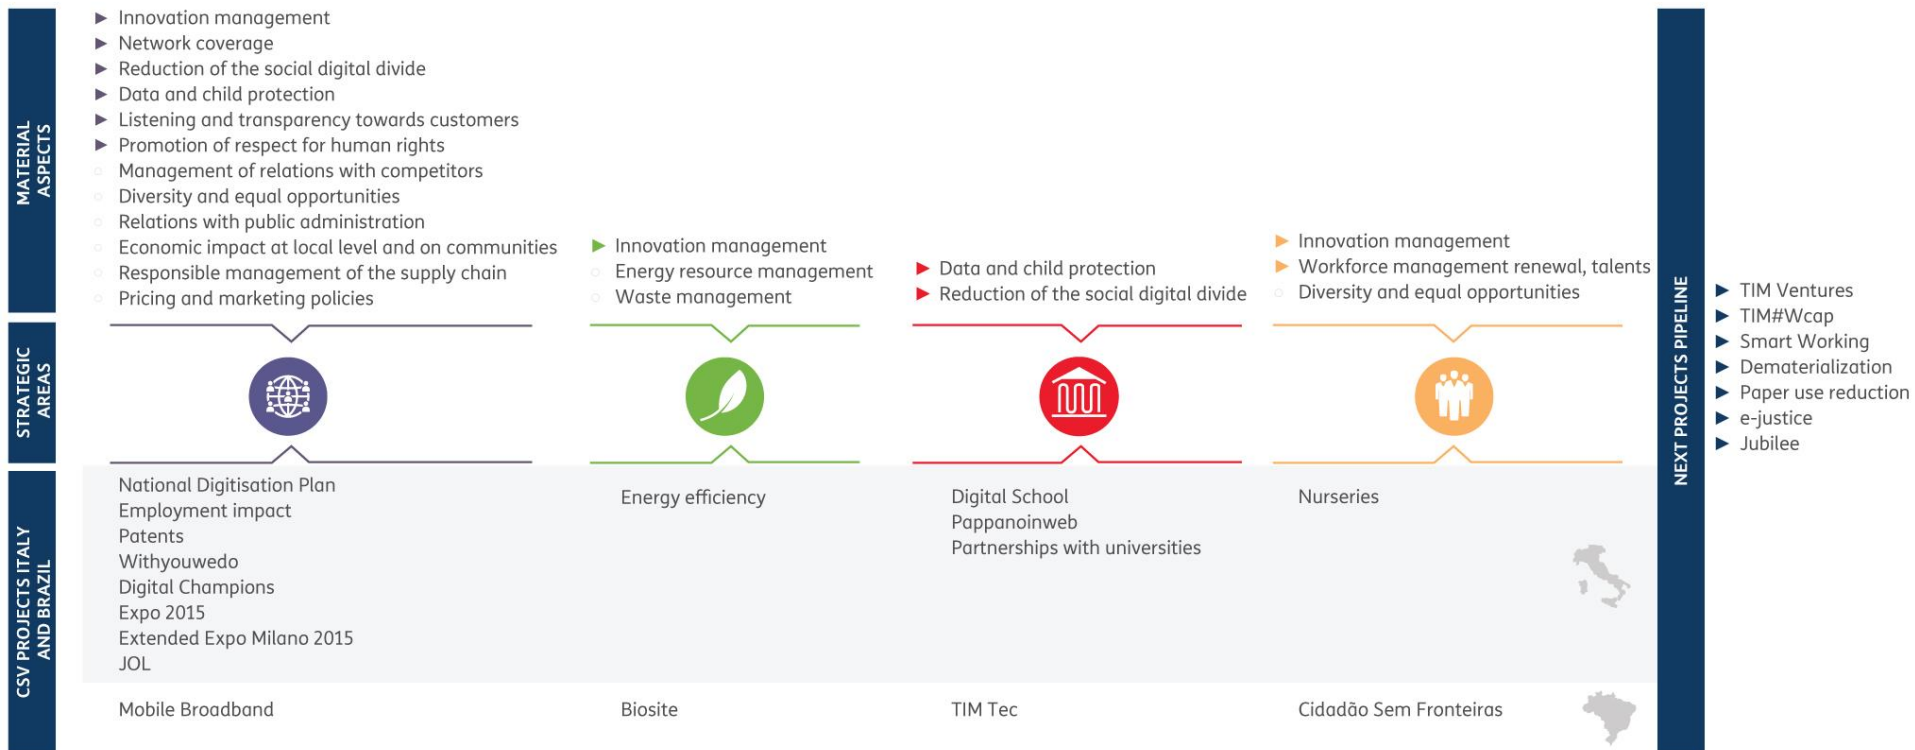 MATERIAL
ASPECTS
Innovation management
Network coverage
Reduction of the social digital divide
Data and child protection
Listening and transparency towards customers
Promotion of respect for human rights
Management of relations with competitors
Diversity and equal opportunities
Relations with public administration
Economic impact at local level and on communities
Responsible management of the supply chain
Pricing and marketing policies
Innovation management
Energy resource management
Waste management
Data and child protection
Reduction of the social digital divide
Innovation management
Workforce management renewal, talents
Diversity and equal opportunities
STRATEGIC
AREAS
CSV PROJECTS ITALY
AND BRAZIL
National Digitisation Plan
Employment impact
Patents
Withyouwedo
Digital Champions
Expo 2015
Extended Expo Milano 2015
JOL
Energy efficiency
Digital School
Pappanoinweb
Partnerships with universities
Nurseries
Mobile Broadband
Biosite
TIM Tec
Cidadão Sem Fronteiras
NEXT PROJECTS PIPELINE
TIM Ventures
TIM#Wcap
Smart Working
Dematerialization
Paper use reduction
e-justice
Jubilee